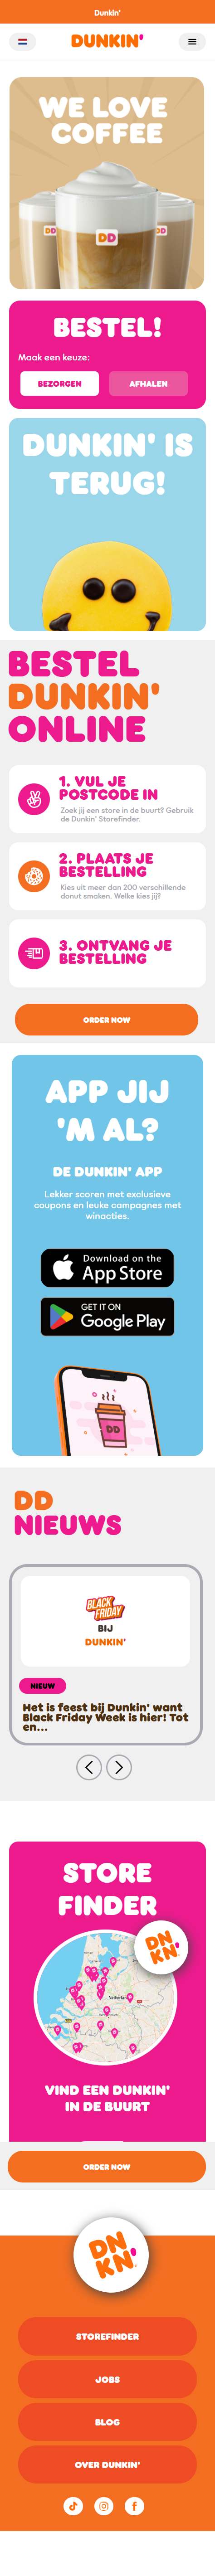 Dunkin'
DUNKIN'
WE LOVE
COFFEE
DD
DD
DD
BESTEL!
Maak een keuze:
BEZORGEN
AFHALEN
DUNKIN' IS
TERUG!
BESTEL
DUNKIN'
ONLINE
1. VUL JE
POSTCODE IN
Zoek jij een store in de buurt? Gebruik
de Dunkin' Storefinder.
2. PLAATS JE
BESTELLING
Kies uit meer dan 200 verschillende
donut smaken. Welke kies jij?
3. ONTVANG JE
BESTELLING
ORDER NOW
APP JIJ
'M AL?
DE DUNKIN' APP
Lekker scoren met exclusieve
coupons en leuke campagnes met
winacties.
Download on the
App Store
GET IT ON
Google Play
DD
DD
NIEUWS
BLACK
FRIDAY
BIJ
DUNKIN'
NIEUW
Het is feest bij Dunkin' want
Black Friday Week is hier! Tot
en...
STORE
FINDER
DN
KN'
Nederland
VIND EEN DUNKIN'
IN DE BUURT
ORDER NOW
DN
KN'
STOREFINDER
JOBS
BLOG
OVER DUNKIN'